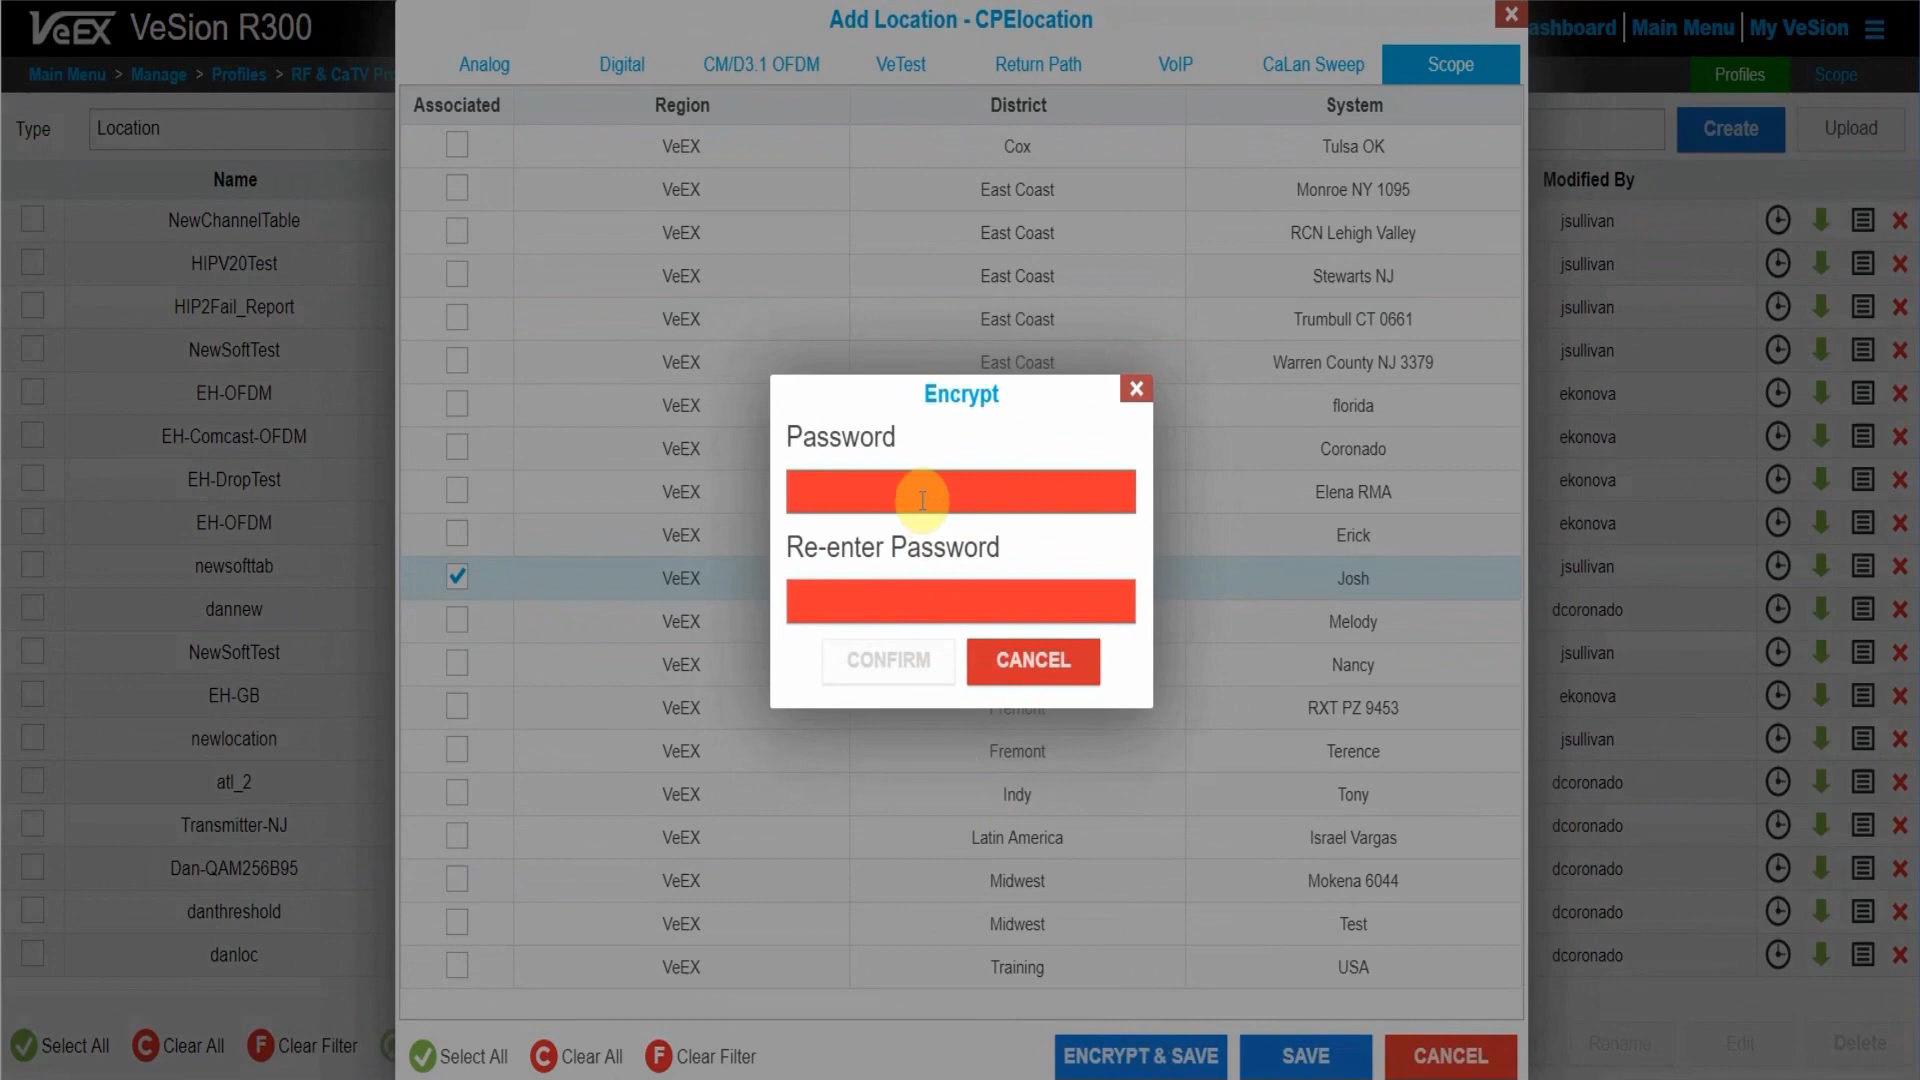 VeEX VeSion R300
Add Location - CPElocation
ashboard Main Menu My VeSion
Main Menu > Manage > Profiles > RF & CaTV Pr
Analog Digital CM/D3.1 OFDM VeTest Return Path VoIP CaLan Sweep Scope
Profiles Scope
Type Location
Create Upload
Associated Region District System
Name
Modified By
VeEX Cox Tulsa OK
VeEX East Coast Monroe NY 1095
VeEX East Coast RCN Lehigh Valley
VeEX East Coast Stewarts NJ
VeEX East Coast Trumbull CT 0661
VeEX East Coast Warren County NJ 3379
VeEX florida
VeEX Coronado
VeEX Elena RMA
VeEX Erick
VeEX Josh
VeEX Melody
VeEX Nancy
VeEX Fremont RXT PZ 9453
VeEX Fremont Terence
VeEX Indy Tony
VeEX Latin America Israel Vargas
VeEX Midwest Mokena 6044
VeEX Midwest Test
VeEX Training USA
NewChannelTable jsullivan
HIPV20Test jsullivan
HIP2Fail_Report jsullivan
NewSoftTest jsullivan
EH-OFDM ekonova
EH-Comcast-OFDM ekonova
EH-DropTest ekonova
EH-OFDM ekonova
newsofttab jsullivan
dannew dcoronado
NewSoftTest jsullivan
EH-GB ekonova
newlocation jsullivan
atl_2 dcoronado
Transmitter-NJ dcoronado
Dan-QAM256B95 dcoronado
danthreshold dcoronado
danloc dcoronado
Encrypt
Password
Re-enter Password
CONFIRM CANCEL
Select All Clear All Clear Filter
Select All Clear All Clear Filter
ENCRYPT & SAVE SAVE CANCEL
Rename Edit Delete